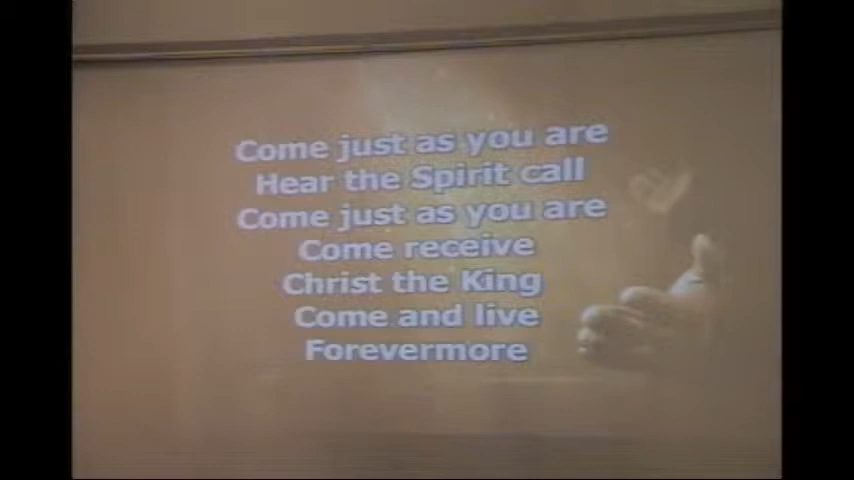 Come just as you are
Hear the Spirit call
Come just as you are
Come receive
Christ the King
Come and live
Forevermore